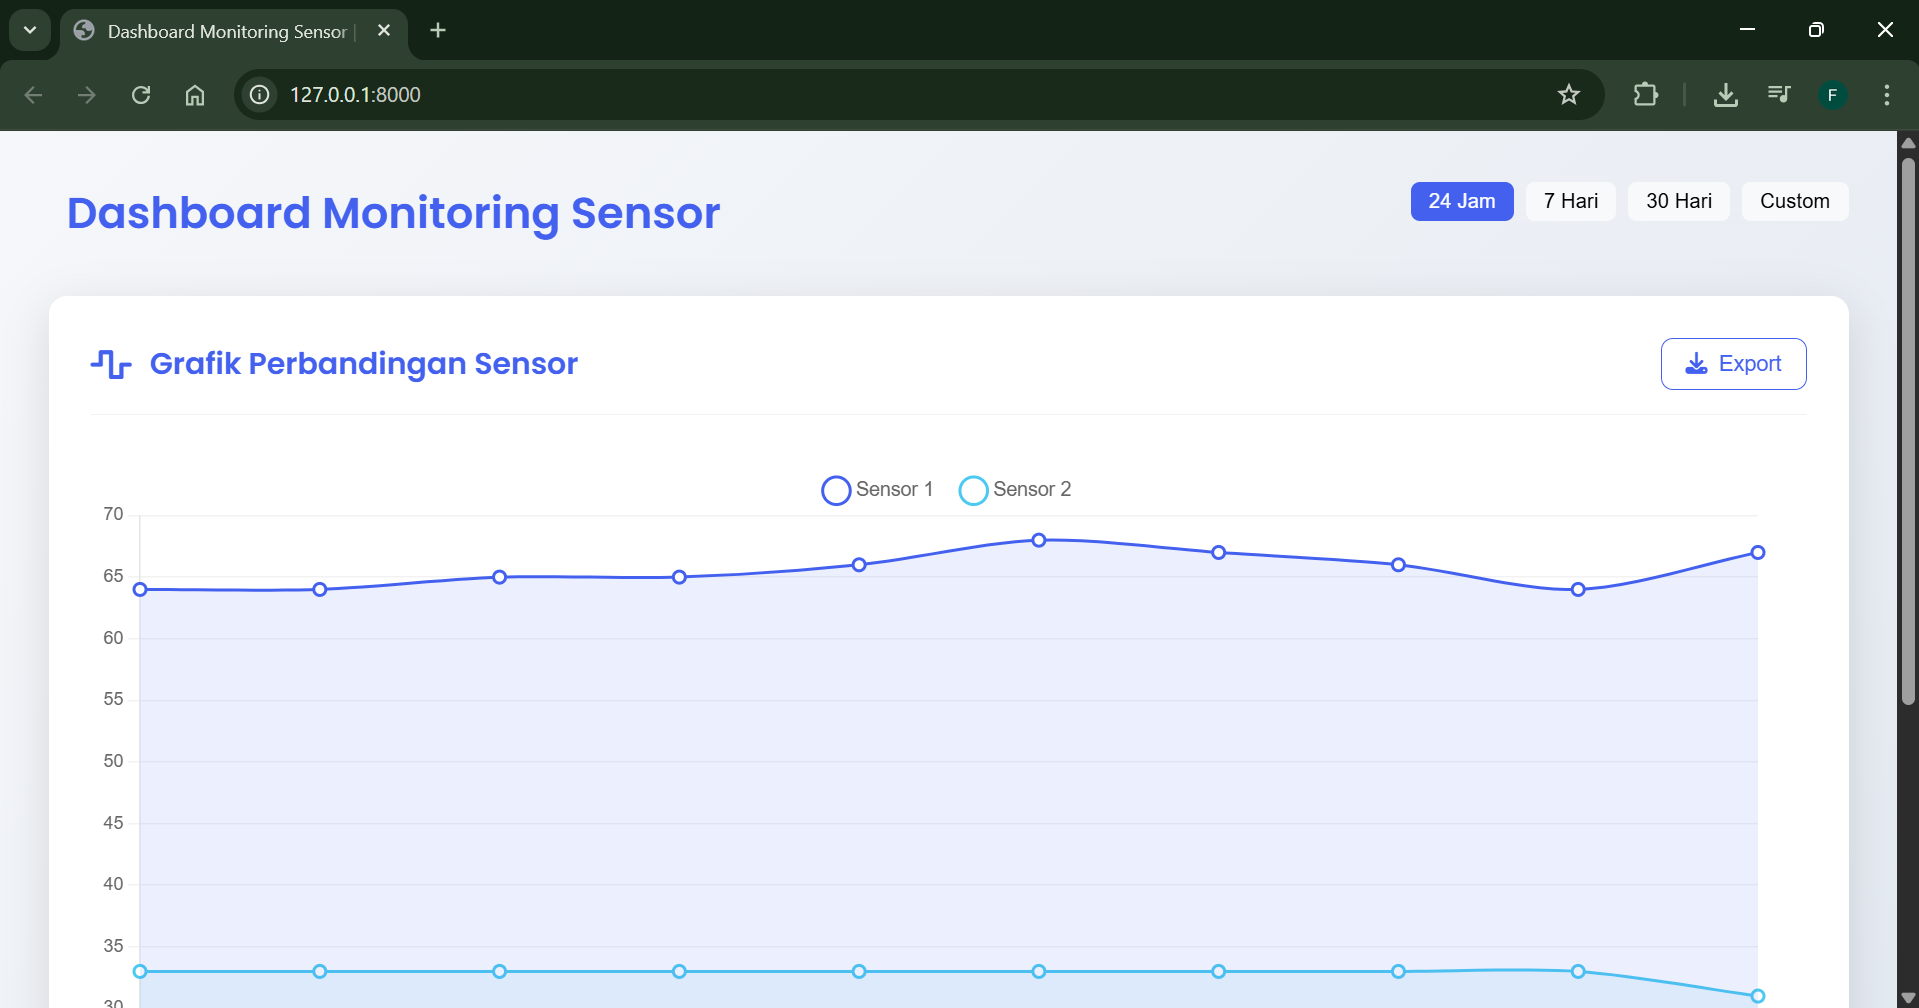 Dashboard Monitoring Sensor |
127.0.0.1:8000
F
Dashboard Monitoring Sensor
24 Jam
7 Hari
30 Hari
Custom
Grafik Perbandingan Sensor
Export
Sensor 1
Sensor 2
70
65
60
55
50
45
40
35
30